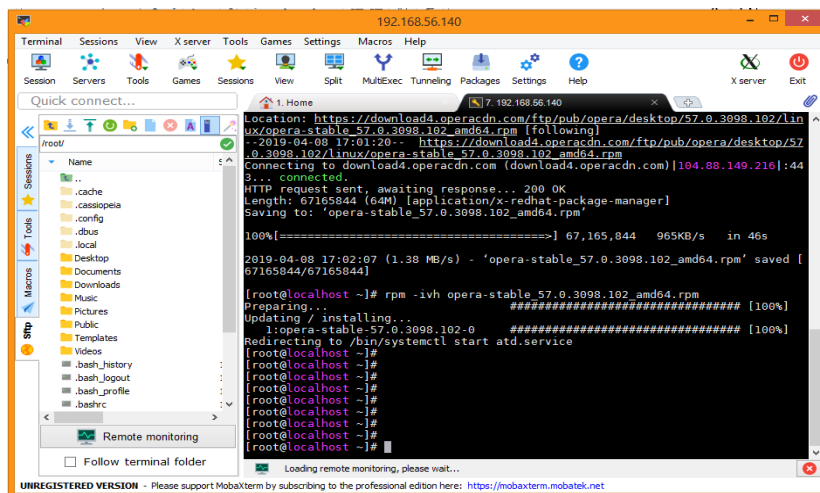 192.168.56.140
Terminal Sessions View X server Tools Games Settings Macros Help
Session Servers Tools Games Sessions View Split MultiExec Tunneling Packages Settings Help X server Exit
Quick connect...
1. Home
7. 192.168.56.140
/root/
Name
..
.cache
.cassiopeia
.config
.dbus
.local
Desktop
Documents
Downloads
Music
Pictures
Public
Templates
Videos
.bash_history
.bash_logout
.bash_profile
.bashrc
Sessions
Tools
Macros
Sftp
Remote monitoring
Follow terminal folder
Location: https://download4.operacdn.com/ftp/pub/opera/desktop/57.0.3098.102/lin
ux/opera-stable_57.0.3098.102_amd64.rpm [following]
--2019-04-08 17:01:20-- https://download4.operacdn.com/ftp/pub/opera/desktop/57
.0.3098.102/linux/opera-stable_57.0.3098.102_amd64.rpm
Connecting to download4.operacdn.com (download4.operacdn.com)|104.88.149.216|:44
3... connected.
HTTP request sent, awaiting response... 200 OK
Length: 67165844 (64M) [application/x-redhat-package-manager]
Saving to: ‘opera-stable_57.0.3098.102_amd64.rpm’
100%[======================================>] 67,165,844 965KB/s in 46s
2019-04-08 17:02:07 (1.38 MB/s) - ‘opera-stable_57.0.3098.102_amd64.rpm’ saved [
67165844/67165844]
[root@localhost ~]# rpm -ivh opera-stable_57.0.3098.102_amd64.rpm
Preparing... ################################# [100%]
Updating / installing...
1:opera-stable-57.0.3098.102-0 ################################# [100%]
Redirecting to /bin/systemctl start atd.service
[root@localhost ~]#
[root@localhost ~]#
[root@localhost ~]#
[root@localhost ~]#
[root@localhost ~]#
[root@localhost ~]#
[root@localhost ~]#
[root@localhost ~]#
[root@localhost ~]#
Loading remote monitoring, please wait...
UNREGISTERED VERSION - Please support MobaXterm by subscribing to the professional edition here: https://mobaxterm.mobatek.net